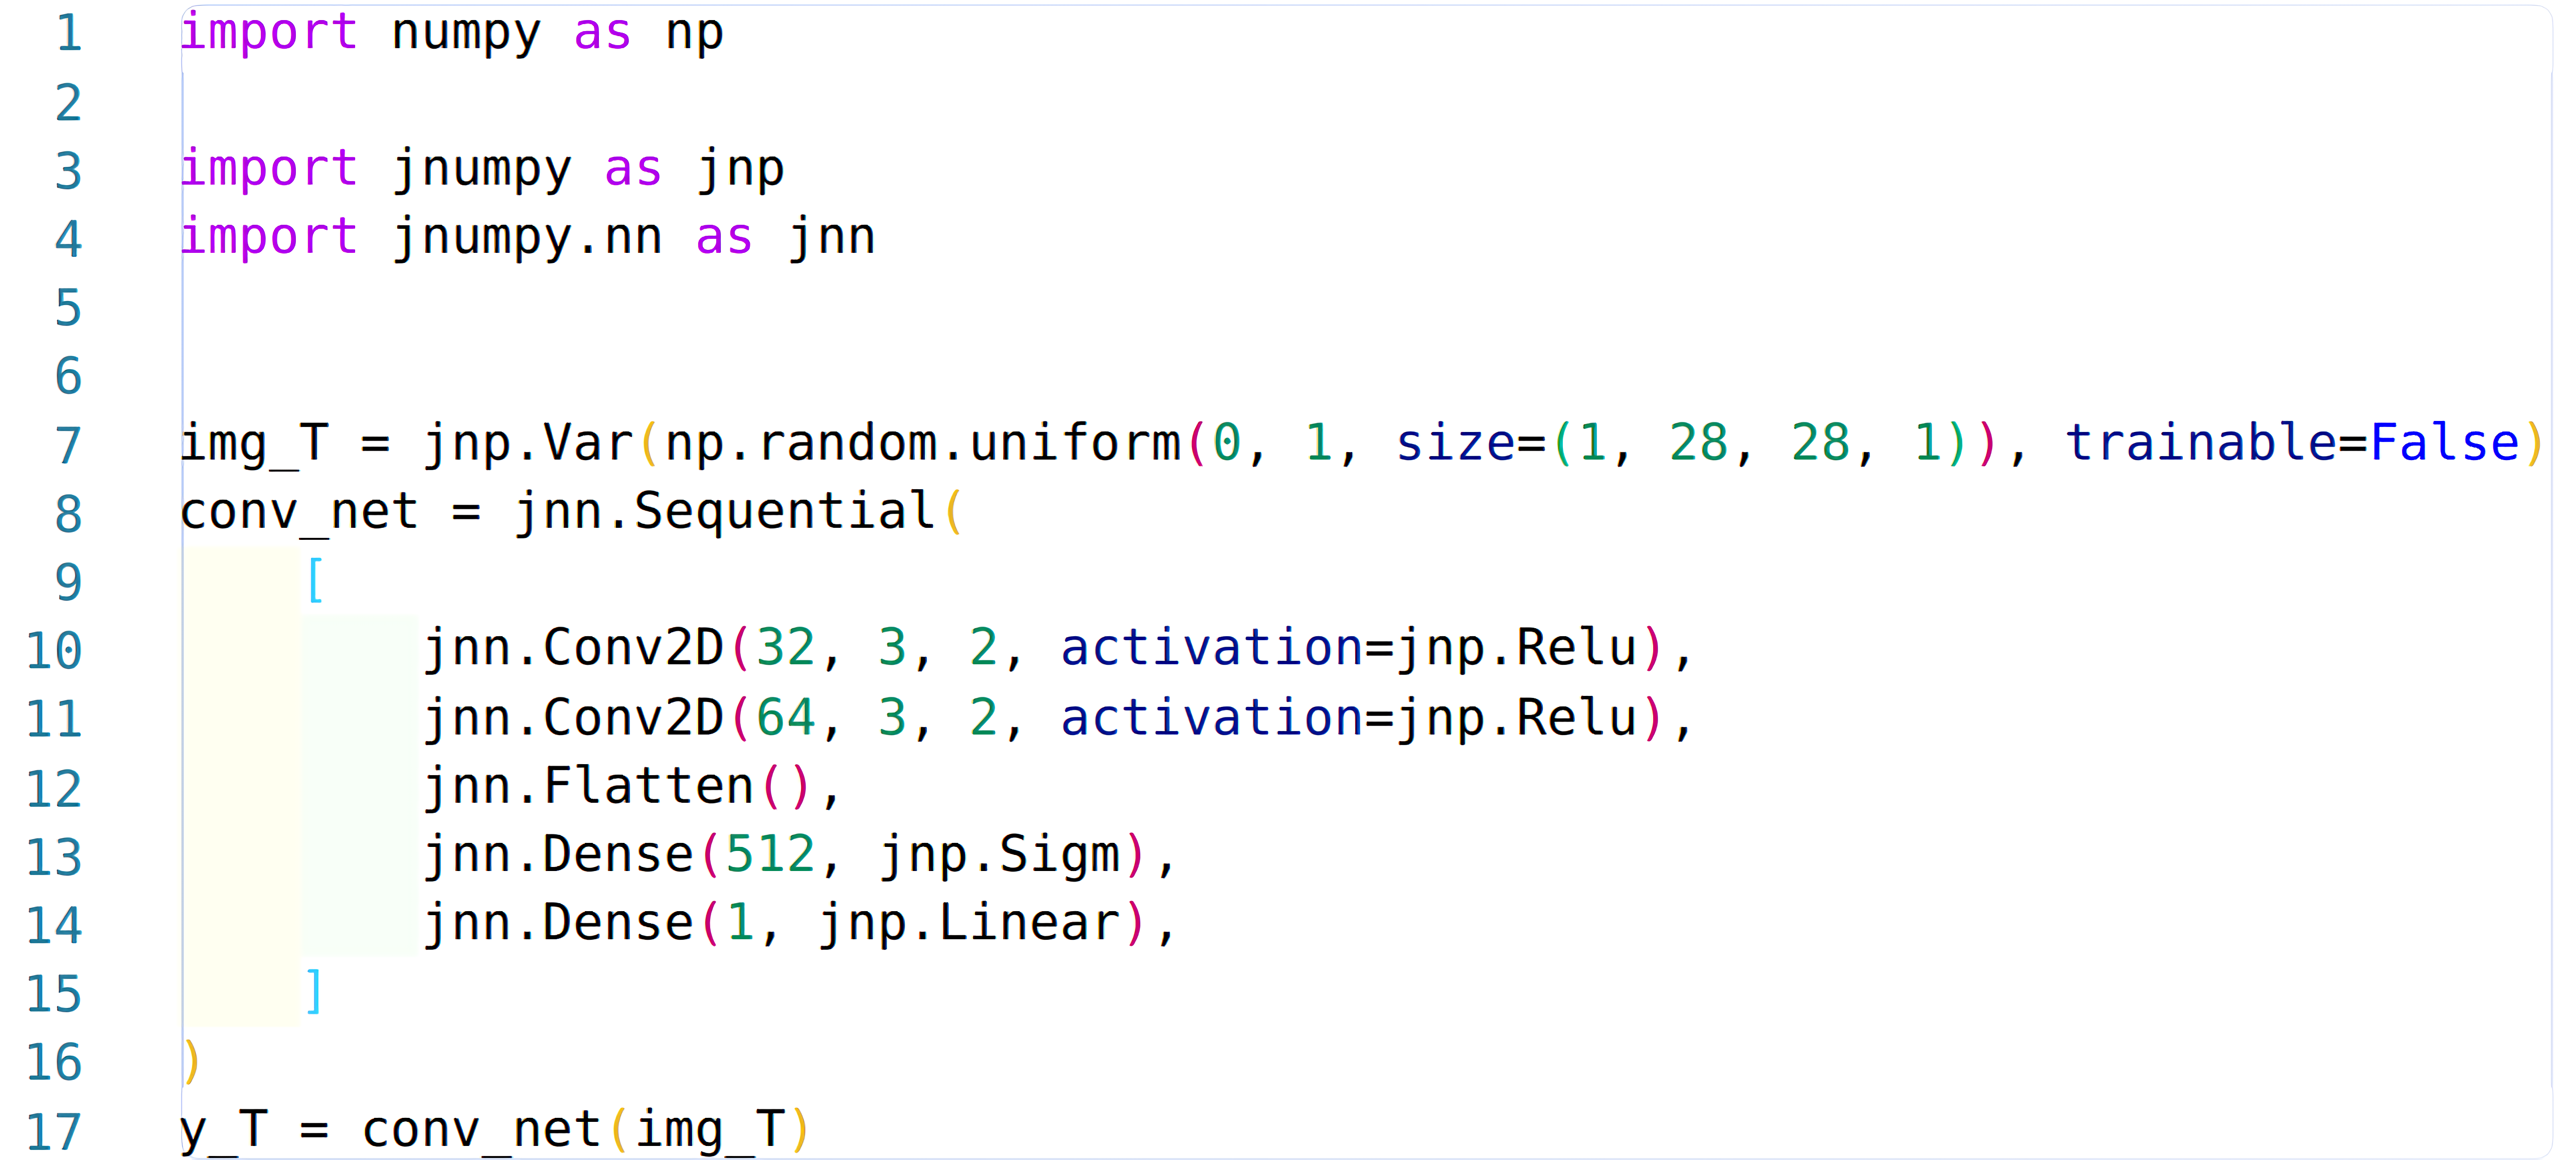 1 import numpy as np
2
3 import jnumpy as jnp
4 import jnumpy.nn as jnn
5
6
7 img_T = jnp.Var(np.random.uniform(0, 1, size=(1, 28, 28, 1)), trainable=False)
8 conv_net = jnn.Sequential(
9     [
10         jnn.Conv2D(32, 3, 2, activation=jnp.Relu),
11         jnn.Conv2D(64, 3, 2, activation=jnp.Relu),
12         jnn.Flatten(),
13         jnn.Dense(512, jnp.Sigm),
14         jnn.Dense(1, jnp.Linear),
15     ]
16 )
17 y_T = conv_net(img_T)